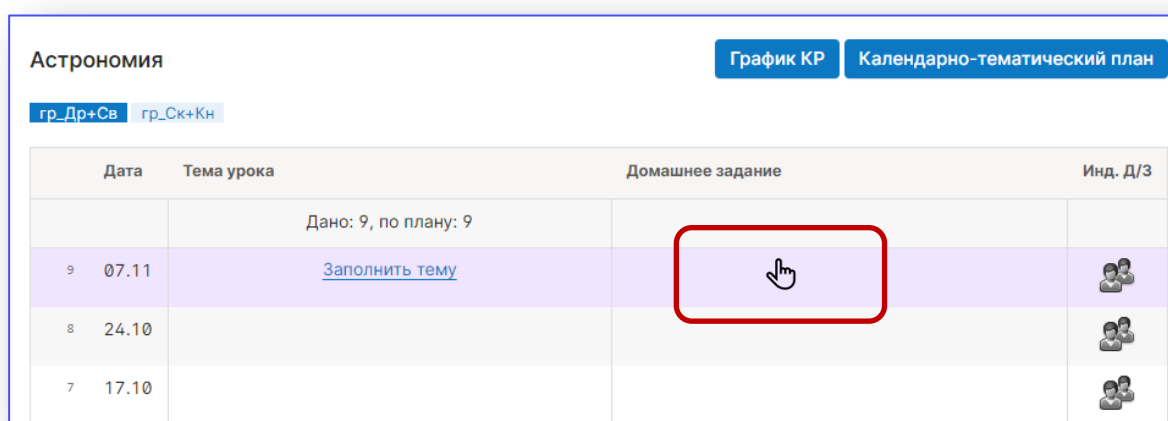 Астрономия
График КР
Календарно-тематический план
гр_Др+Св гр_Ск+Кн
Дата Тема урока Домашнее задание Инд. Д/З
Дано: 9, по плану: 9
9 07.11 Заполнить тему
8 24.10
7 17.10